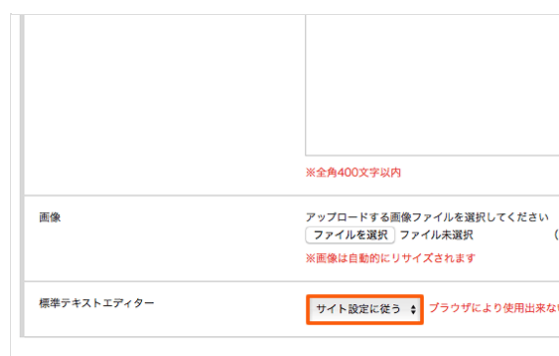 ※全角400文字以内
画像
アップロードする画像ファイルを選択してください
ファイルを選択 ファイル未選択 (
※画像は自動的にリサイズされます
標準テキストエディター
サイト設定に従う ブラウザにより使用出来な